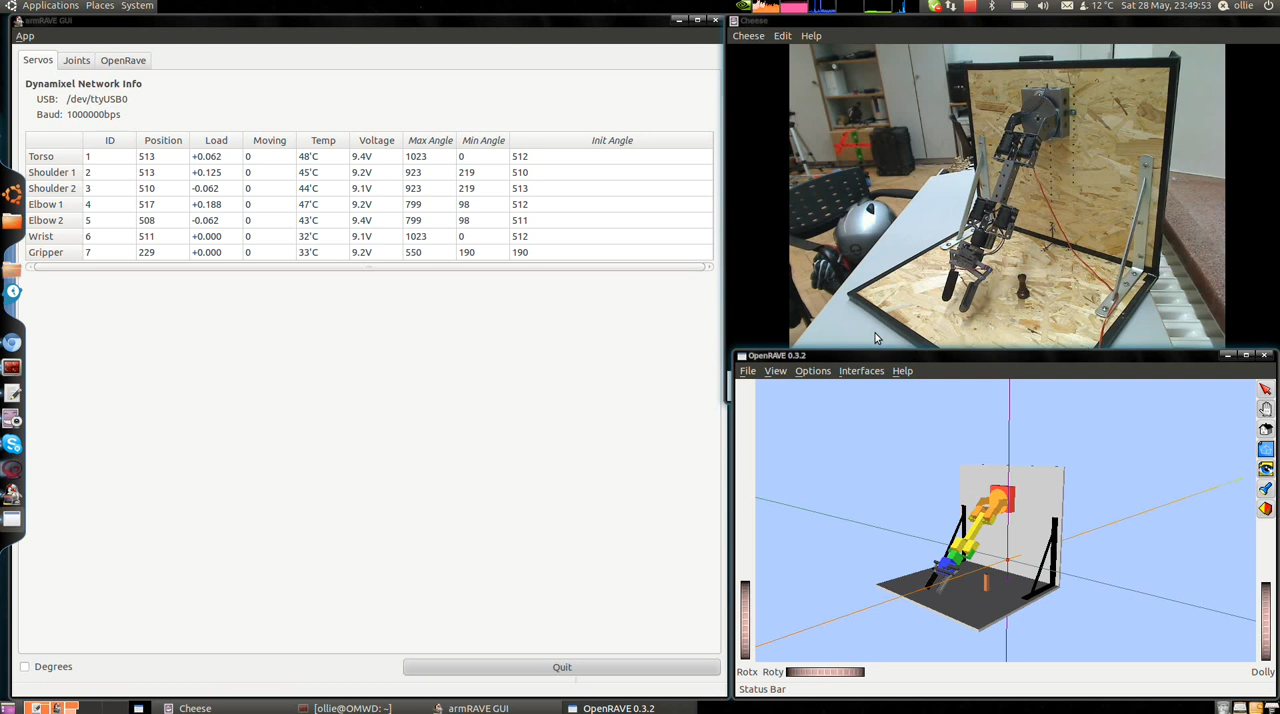 Applications Places System
12 °C Sat 28 May, 23:49:53 ollie
armRAVE GUI
App
Servos Joints OpenRave
Dynamixel Network Info
USB: /dev/ttyUSB0
Baud: 1000000bps
ID Position Load Moving Temp Voltage Max Angle Min Angle Init Angle
Torso 1 513 +0.062 0 48'C 9.4V 1023 0 512
Shoulder 1 2 513 +0.125 0 45'C 9.2V 923 219 510
Shoulder 2 3 510 -0.062 0 44'C 9.1V 923 219 513
Elbow 1 4 517 +0.188 0 47'C 9.2V 799 98 512
Elbow 2 5 508 -0.062 0 43'C 9.4V 799 98 511
Wrist 6 511 +0.000 0 32'C 9.1V 1023 0 512
Gripper 7 229 +0.000 0 33'C 9.2V 550 190 190
Degrees
Quit
Cheese
Cheese Edit Help
OpenRAVE 0.3.2
File View Options Interfaces Help
Rotx Roty Dolly
Status Bar
Cheese [ollie@OMWD: ~] armRAVE GUI OpenRAVE 0.3.2